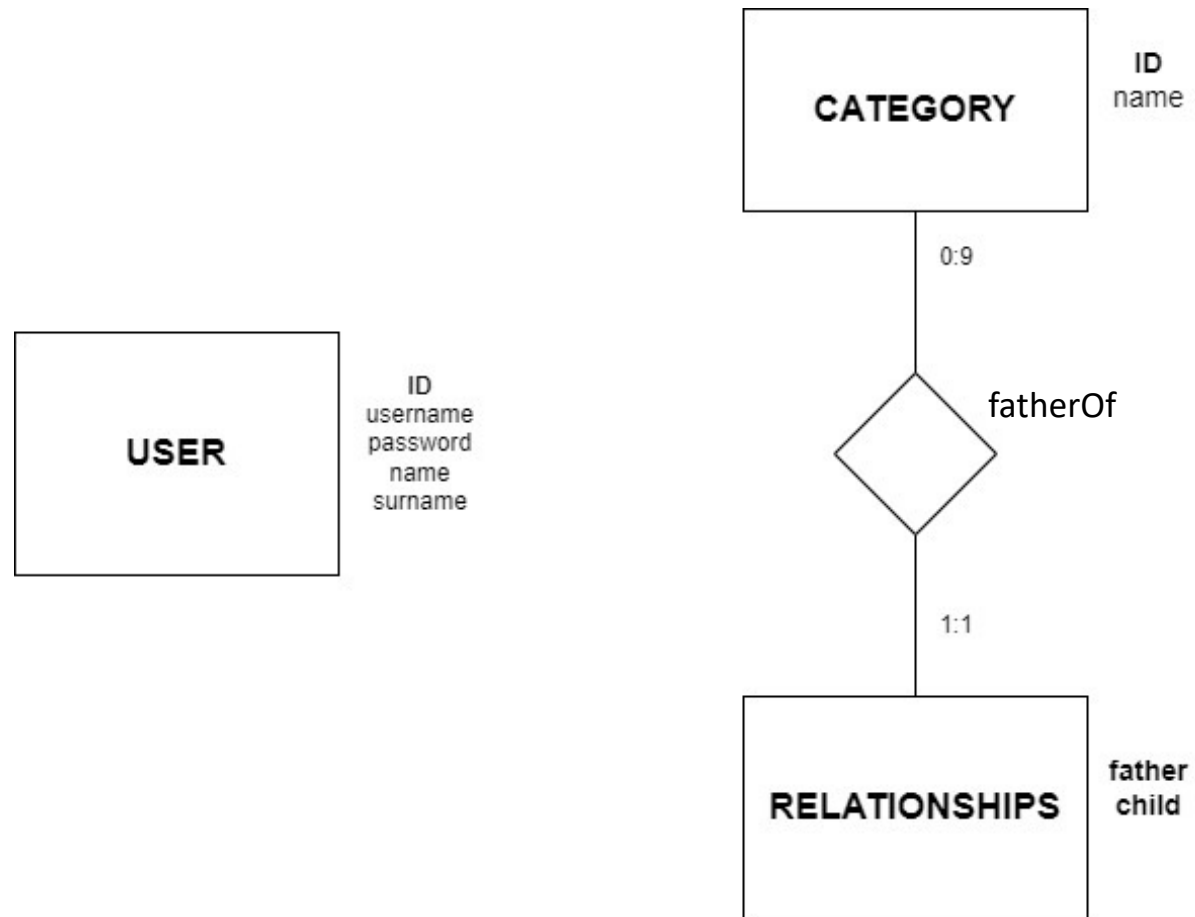 CATEGORY
ID
name
0:9
fatherOf
USER
ID
username
password
name
surname
1:1
RELATIONSHIPS
father
child